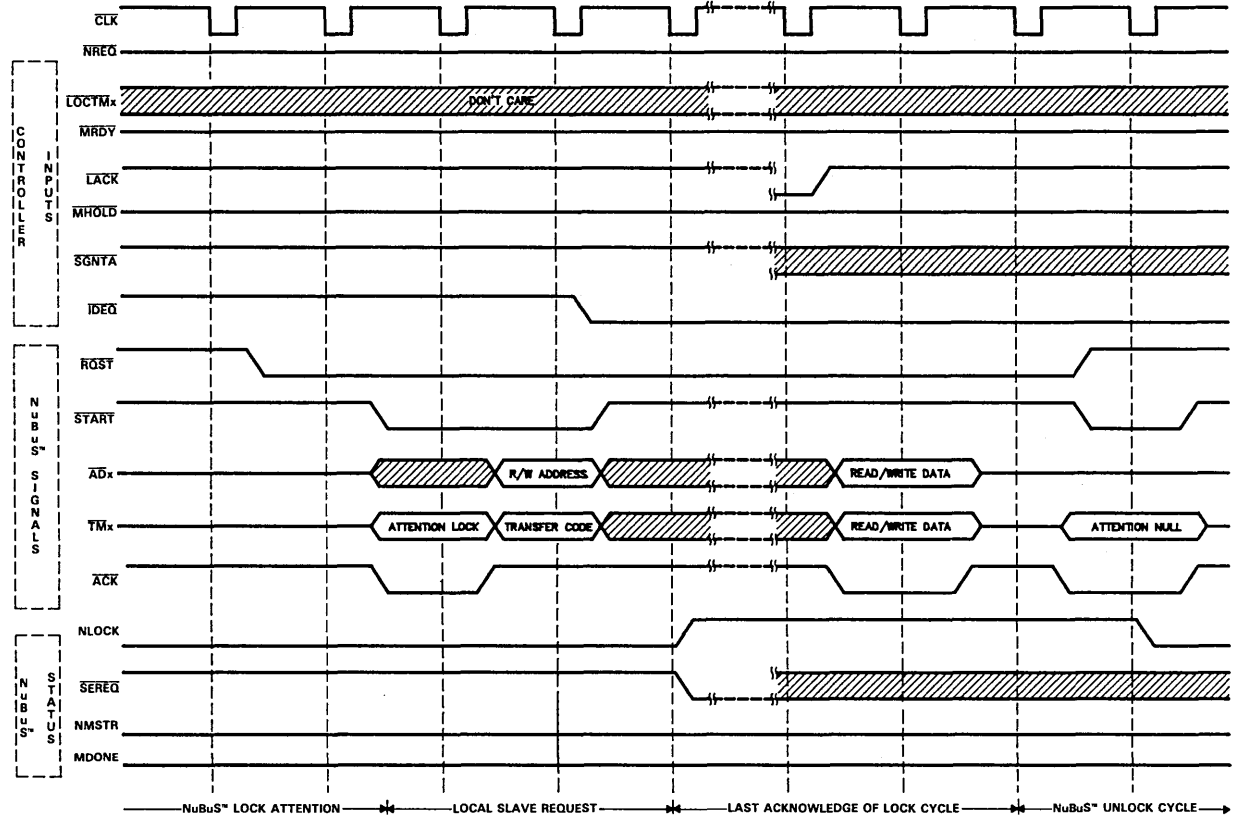 CLK
NREQ
CONTROLLER
INPUTS
LOCTMx
DON'T CARE
MRDY
LACK
MHOLD
SGNTA
IDEQ
NuBuS™ SIGNALS
RQST
START
ADx
R/W ADDRESS
READ/WRITE DATA
TMx
ATTENTION LOCK
TRANSFER CODE
READ/WRITE DATA
ATTENTION NULL
ACK
NuBuS™
STATUS
NLOCK
SEREQ
NMSTR
MDONE
NuBuS™ LOCK ATTENTION
LOCAL SLAVE REQUEST
LAST ACKNOWLEDGE OF LOCK CYCLE
NuBuS™ UNLOCK CYCLE